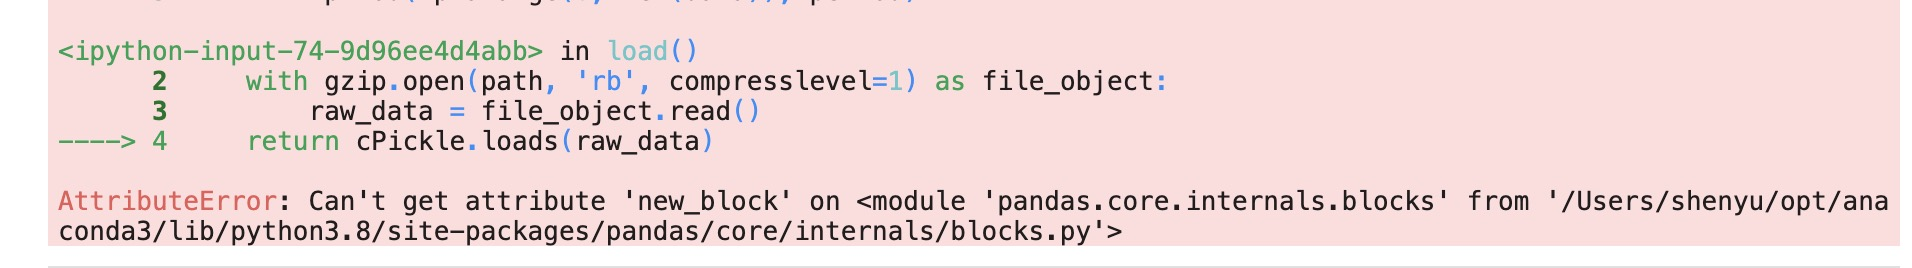 <ipython-input-74-9d96ee4d4abb> in load()
      2     with gzip.open(path, 'rb', compresslevel=1) as file_object:
      3         raw_data = file_object.read()
----> 4     return cPickle.loads(raw_data)
AttributeError: Can't get attribute 'new_block' on <module 'pandas.core.internals.blocks' from '/Users/shenyu/opt/ana
conda3/lib/python3.8/site-packages/pandas/core/internals/blocks.py'>